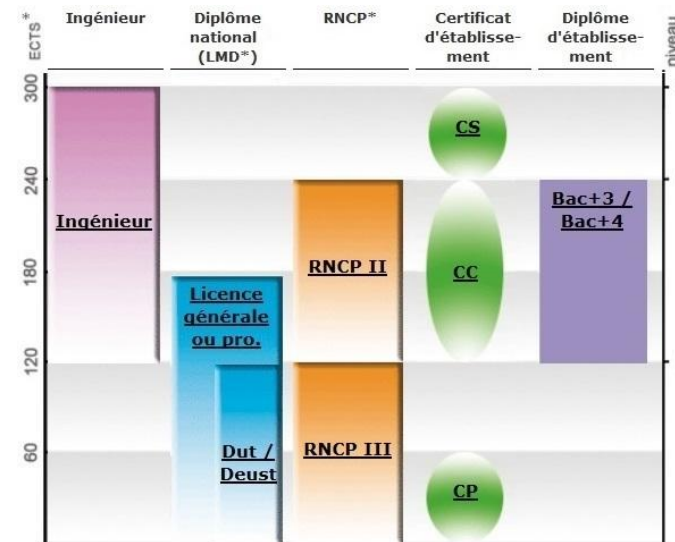 ECTS *
Ingénieur
Diplôme
national
(LMD*)
RNCP*
Certificat
d'établisse-
ment
Diplôme
d'établisse-
ment
niveau
300
240
180
120
60
CS
Ingénieur
Bac+3 /
Bac+4
RNCP II
CC
Licence
générale
ou pro.
Dut /
Deust
RNCP III
CP